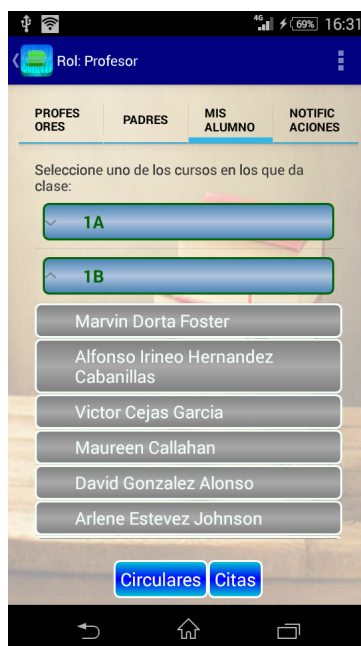 4G 69% 16:31
Rol: Profesor
PROFES
ORES
PADRES
MIS
ALUMNO
NOTIFIC
ACIONES
Seleccione uno de los cursos en los que da
clase:
1A
1B
Marvin Dorta Foster
Alfonso Irineo Hernandez
Cabanillas
Victor Cejas Garcia
Maureen Callahan
David Gonzalez Alonso
Arlene Estevez Johnson
Circulares Citas